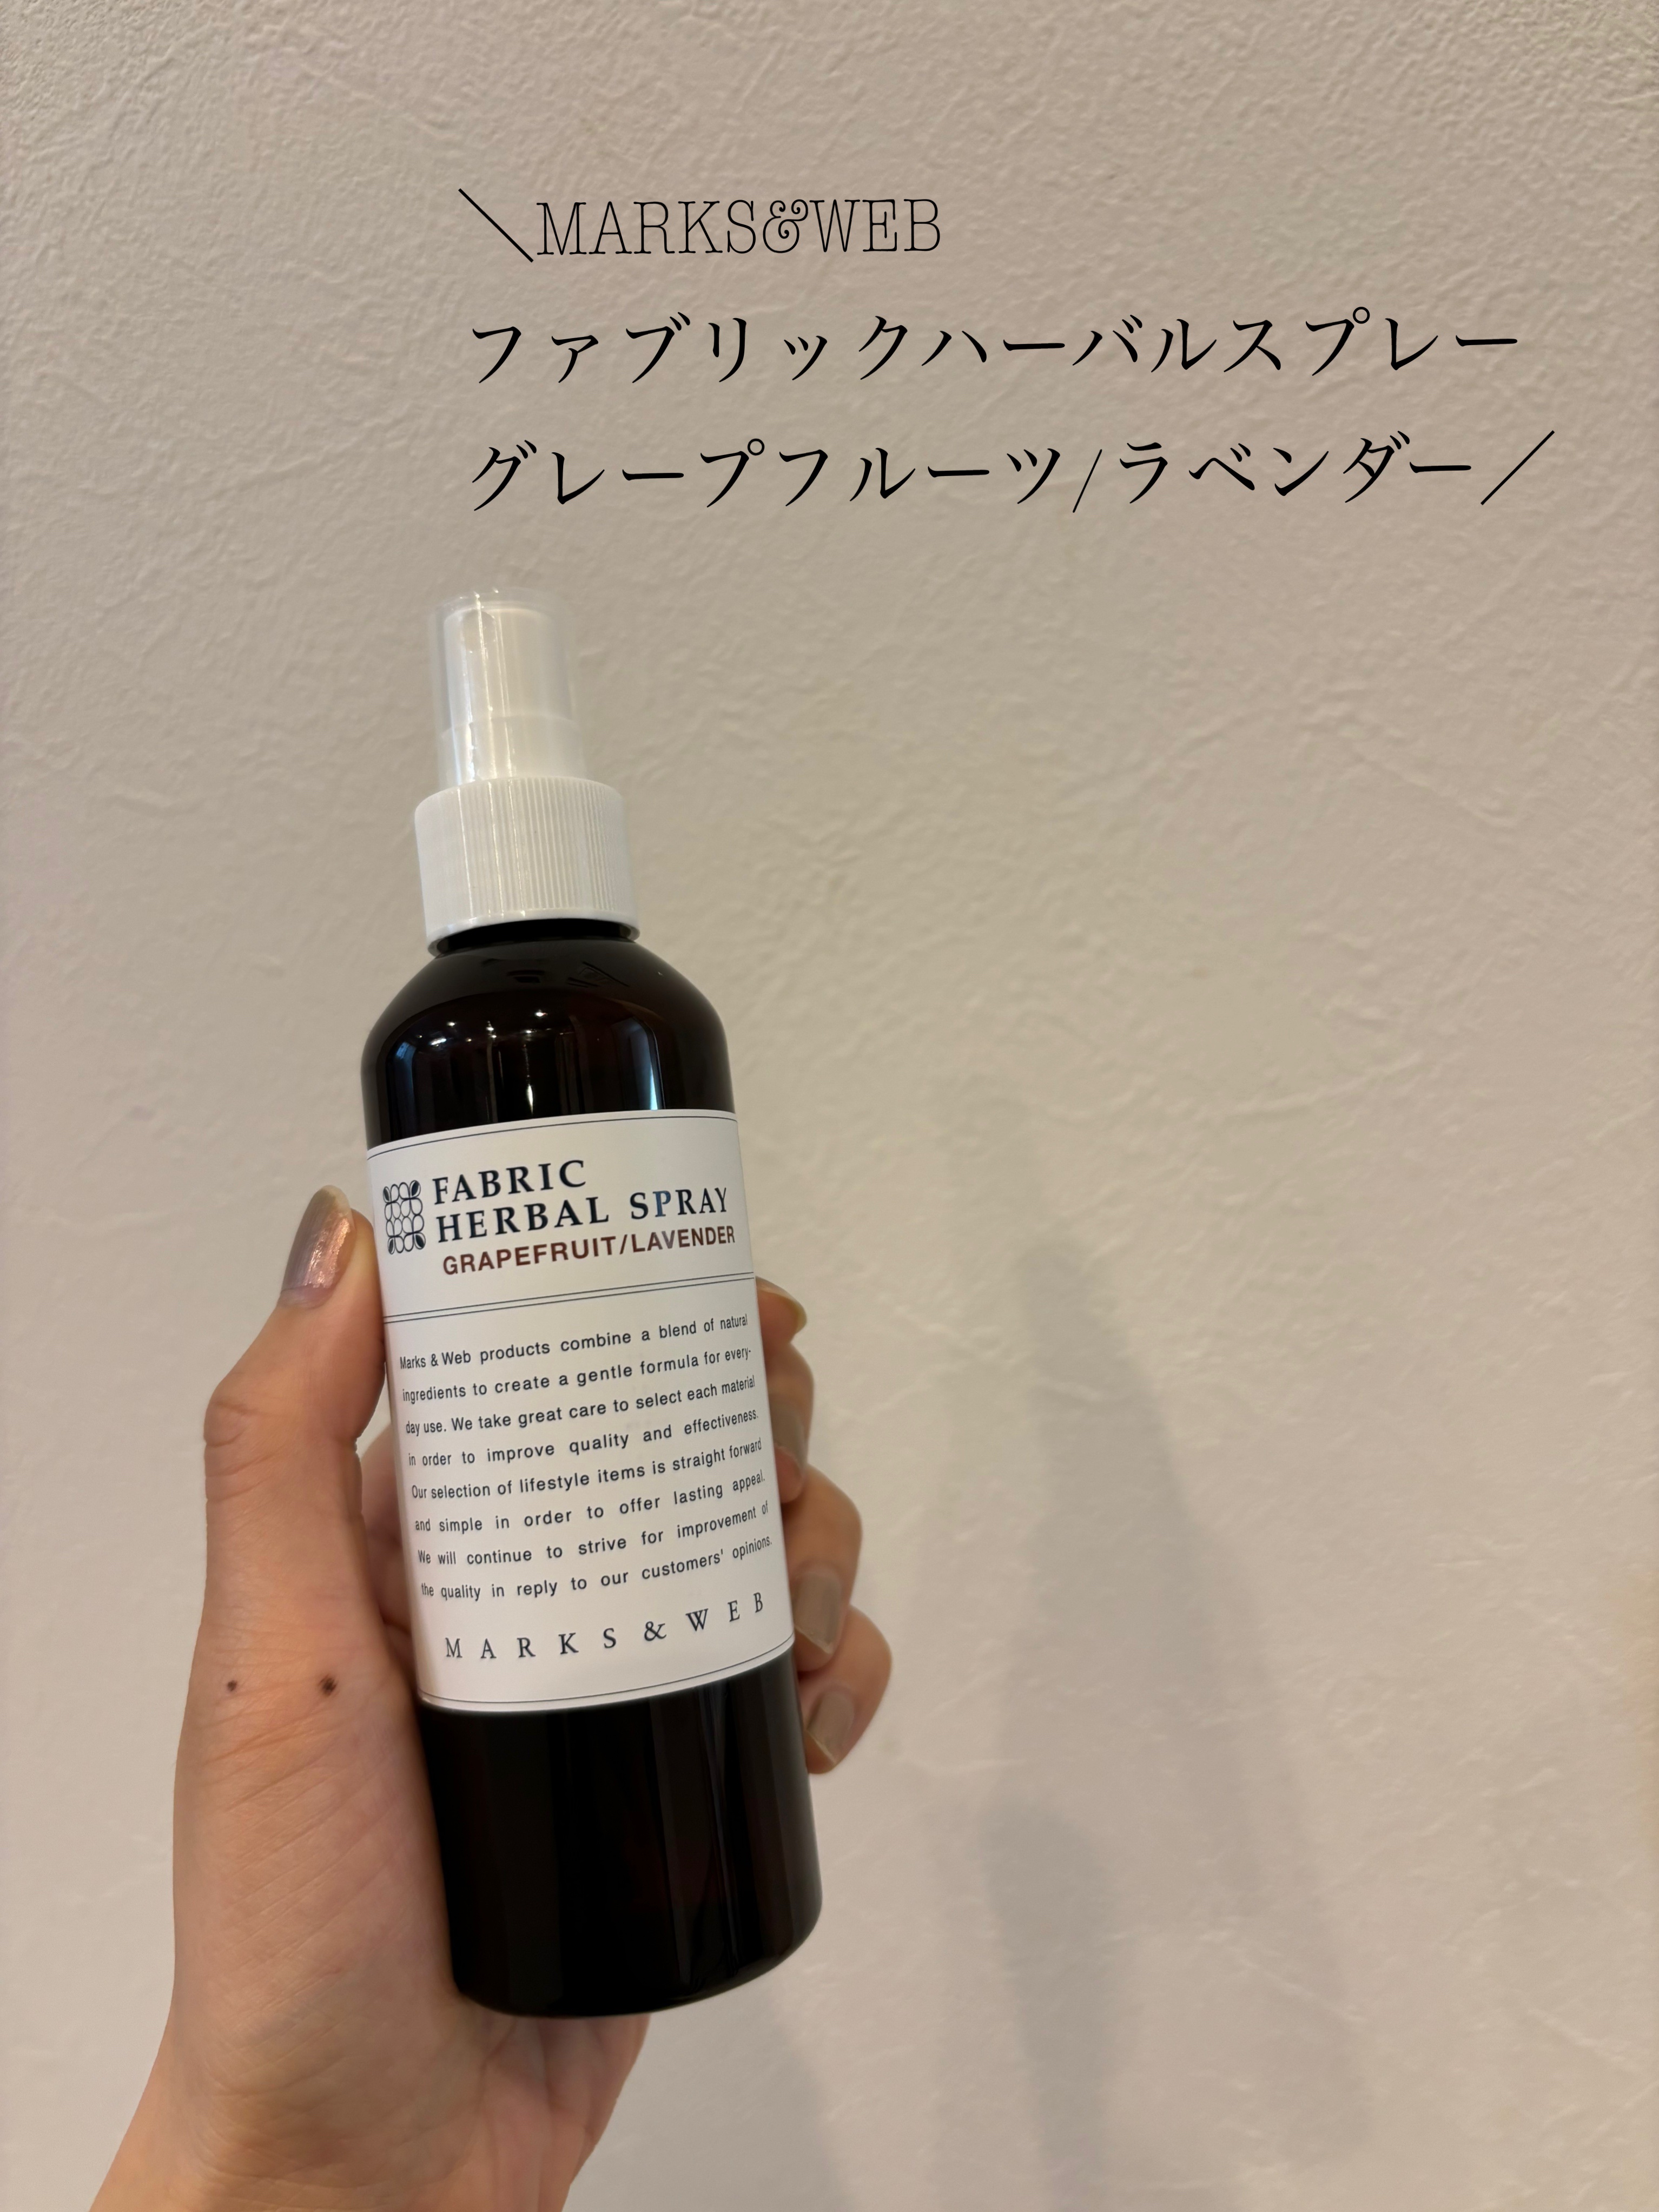 ＼MARKS&WEB
ファブリックハーバルスプレー
グレープフルーツ/ラベンダー／
FABRIC
HERBAL SPRAY
GRAPEFRUIT/LAVENDER
Marks & Web products combine a blend of natural
ingredients to create a gentle formula for every-
day use. We take great care to select each material
in order to improve quality and effectiveness.
Our selection of lifestyle items is straight forward
and simple in order to offer lasting appeal.
We will continue to strive for improvement of
the quality in reply to our customers' opinions.
MARKS&WEB